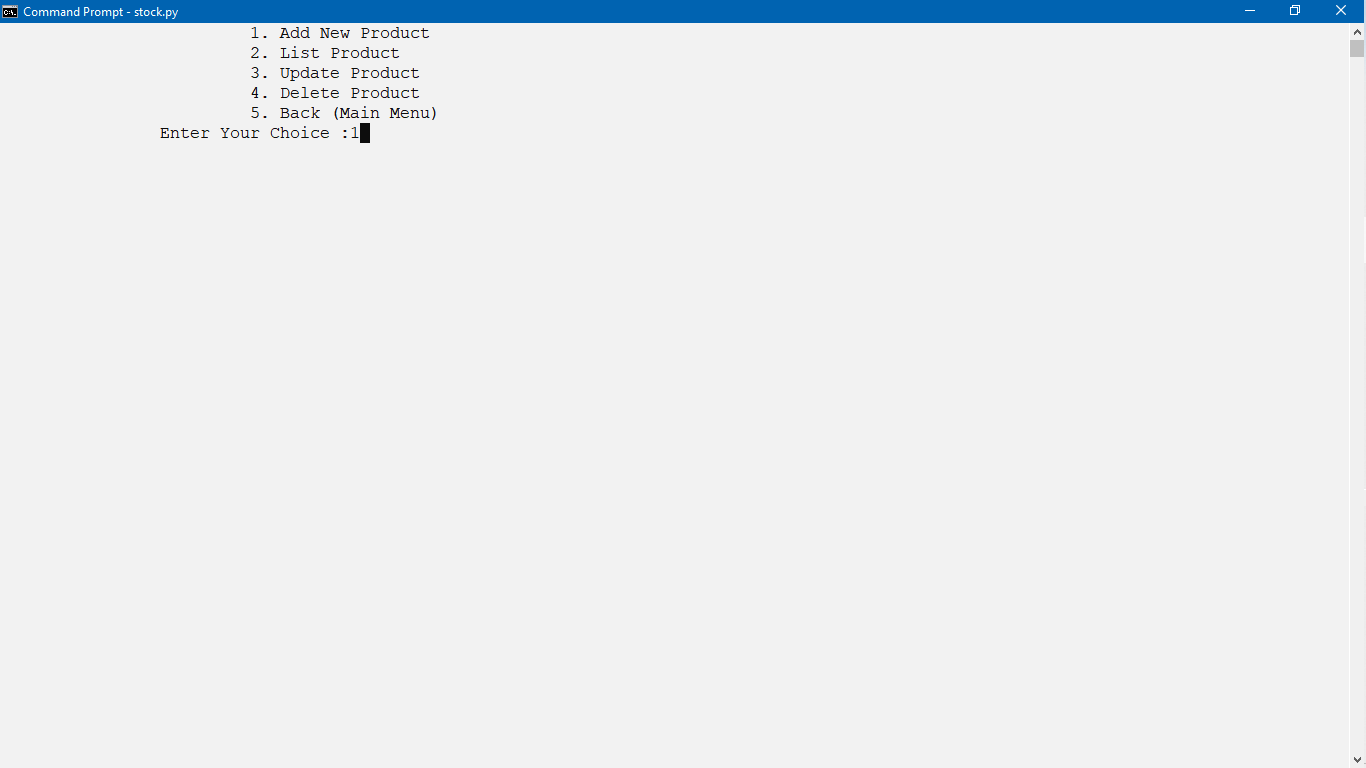 Command Prompt - stock.py
1. Add New Product
2. List Product
3. Update Product
4. Delete Product
5. Back (Main Menu)
Enter Your Choice :1